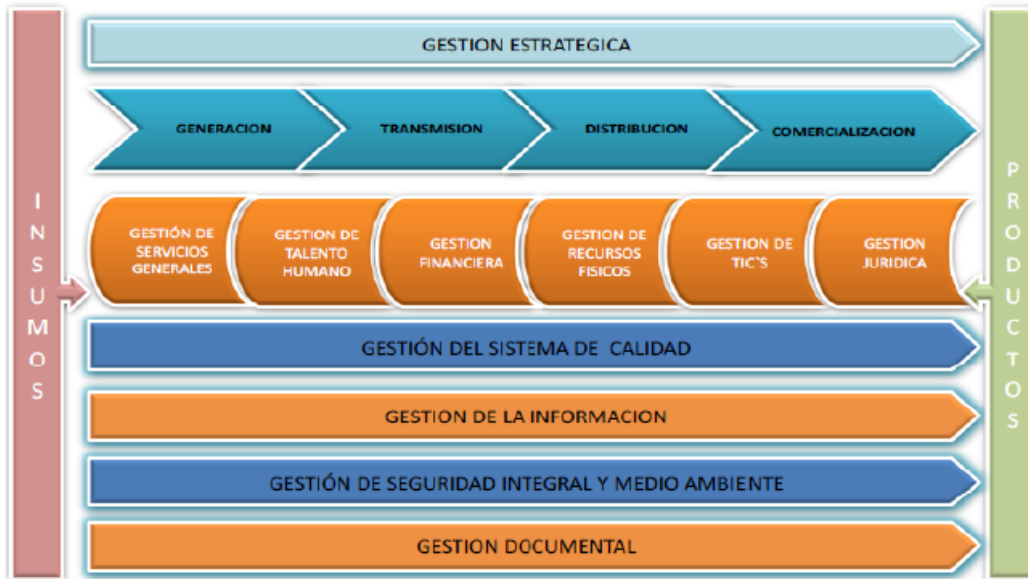 GESTION ESTRATEGICA
GENERACION
TRANSMISION
DISTRIBUCION
COMERCIALIZACION
INSUMOS
GESTIÓN DE
SERVICIOS
GENERALES
GESTION DE
TALENTO
HUMANO
GESTION
FINANCIERA
GESTION DE
RECURSOS
FISICOS
GESTION DE
TIC`S
GESTION
JURIDICA
PRODUCTOS
GESTIÓN DEL SISTEMA DE CALIDAD
GESTION DE LA INFORMACION
GESTIÓN DE SEGURIDAD INTEGRAL Y MEDIO AMBIENTE
GESTION DOCUMENTAL